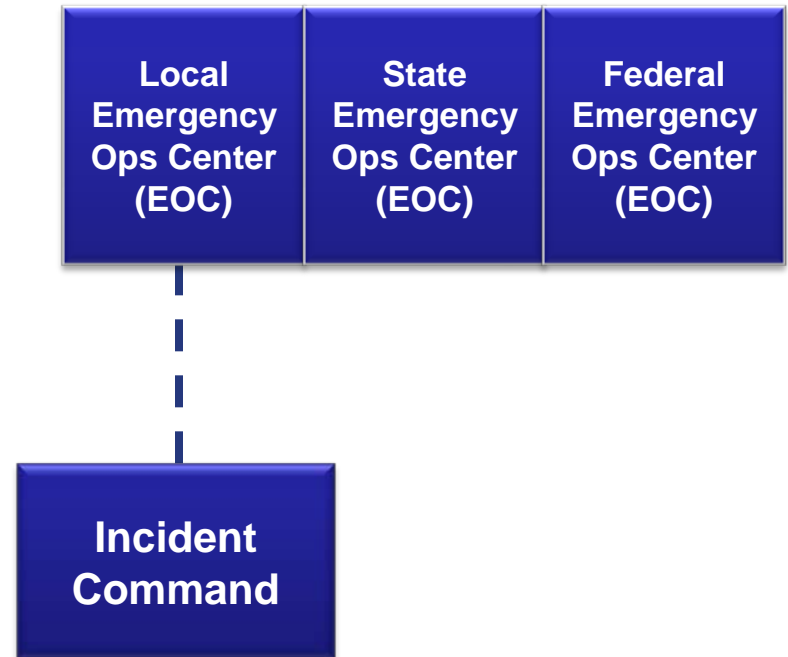 Local
Emergency
Ops Center
(EOC)
State
Emergency
Ops Center
(EOC)
Federal
Emergency
Ops Center
(EOC)
Incident
Command